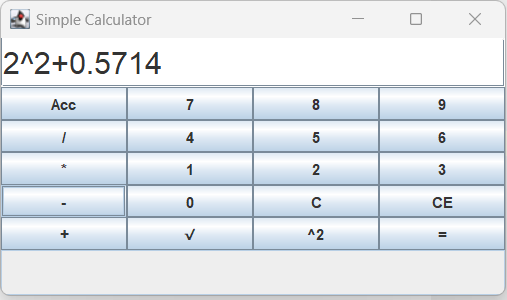 Simple Calculator
2^2+0.5714
Acc 7 8 9
/ 4 5 6
* 1 2 3
- 0 C CE
+ √ ^2 =